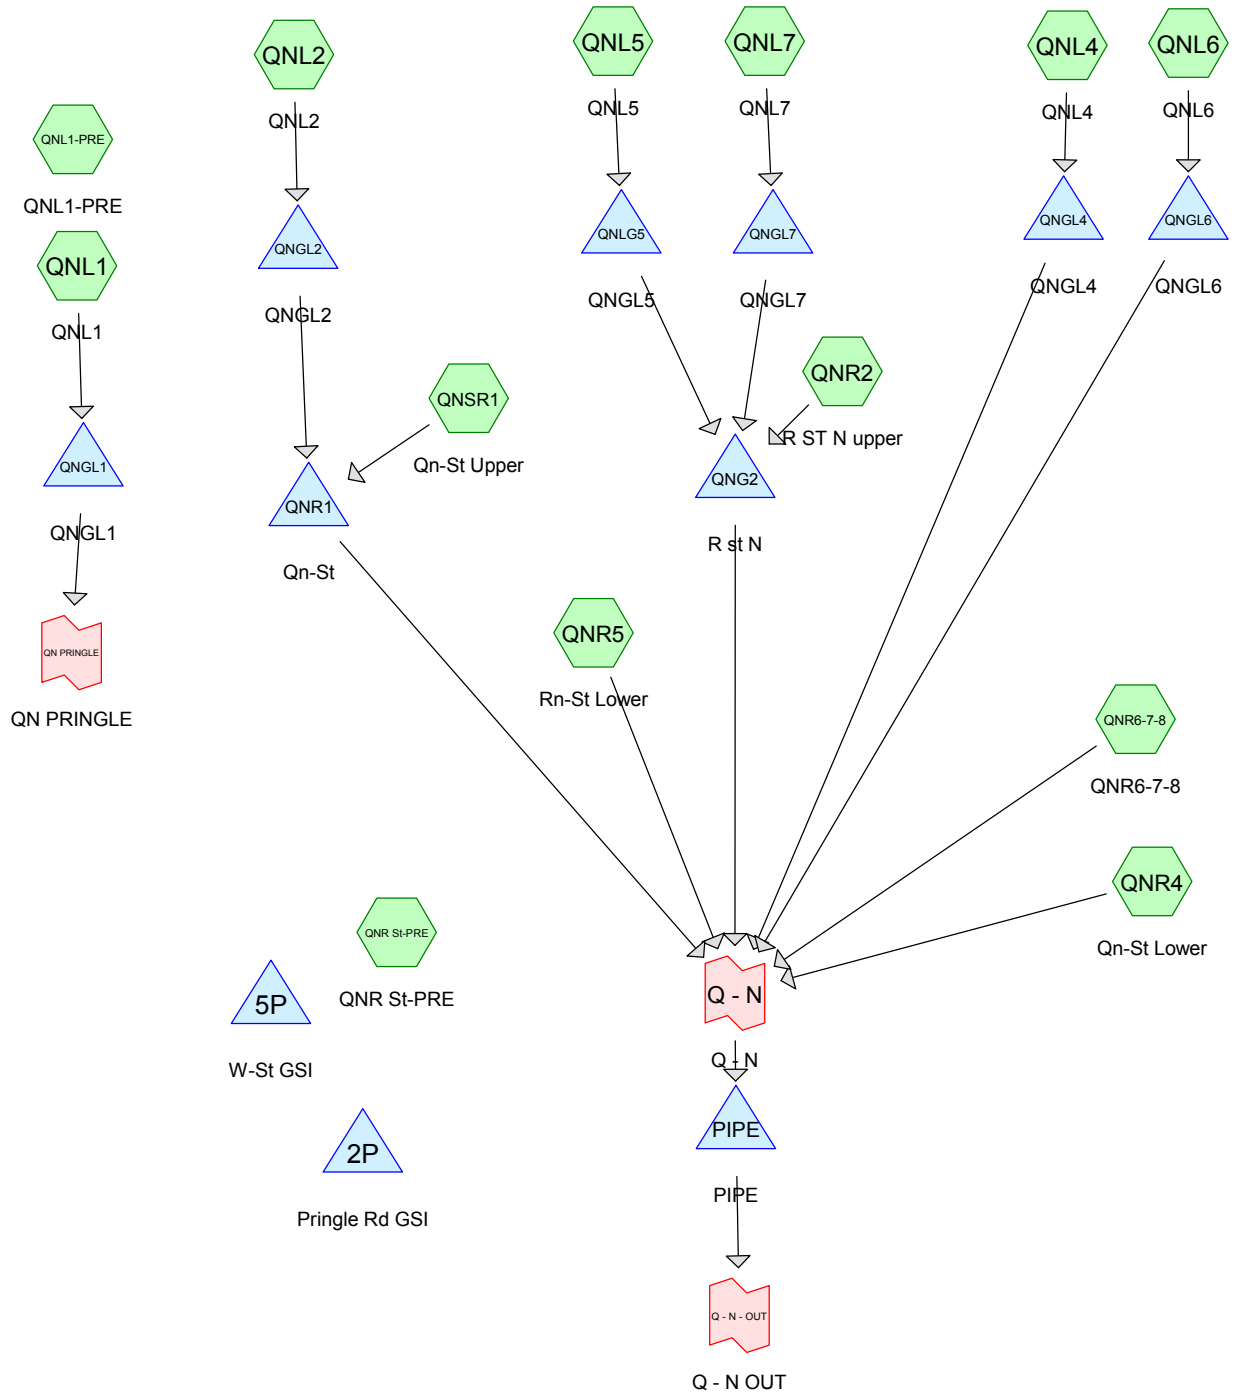 QNL2
QNL5
QNL7
QNL4
QNL6
QNL2
QNL5
QNL7
QNL4
QNL6
QNL1-PRE
QNL1-PRE
QNGL2
QNLG5
QNGL7
QNGL4
QNGL6
QNL1
QNL1
QNGL2
QNGL5
QNGL7
QNGL4
QNGL6
QNSR1
Qn-St Upper
QNR2
R ST N upper
QNGL1
QNGL1
QNR1
Qn-St
QNG2
R st N
QN PRINGLE
QN PRINGLE
QNR5
Rn-St Lower
QNR6-7-8
QNR6-7-8
QNR4
Qn-St Lower
QNR St-PRE
QNR St-PRE
5P
W-St GSI
Q - N
Q - N
2P
Pringle Rd GSI
PIPE
PIPE
Q - N - OUT
Q - N OUT